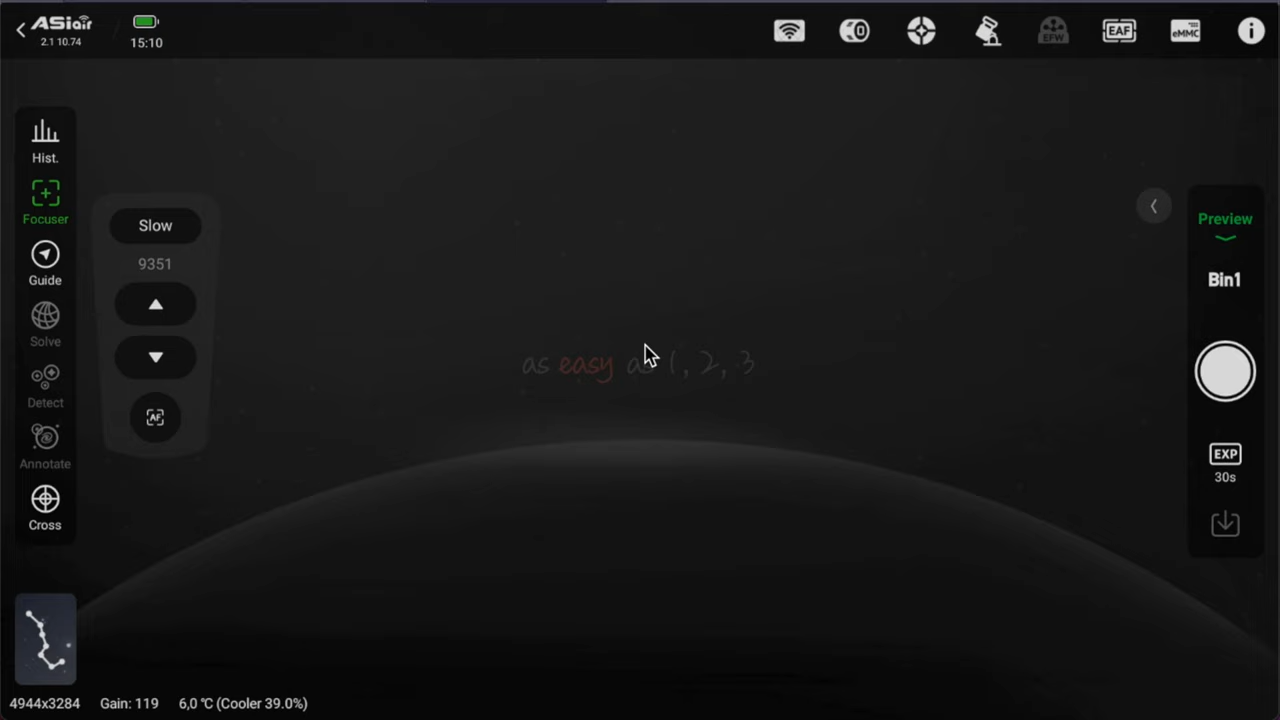 ASiair
2.1 10.74
15:10
EFW
EAF
eMMC
Hist.
Focuser
Guide
Solve
Detect
Annotate
Cross
Slow
9351
AF
as easy as 1, 2, 3
Preview
Bin1
EXP
30s
4944x3284 Gain: 119 6,0 °C (Cooler 39.0%)